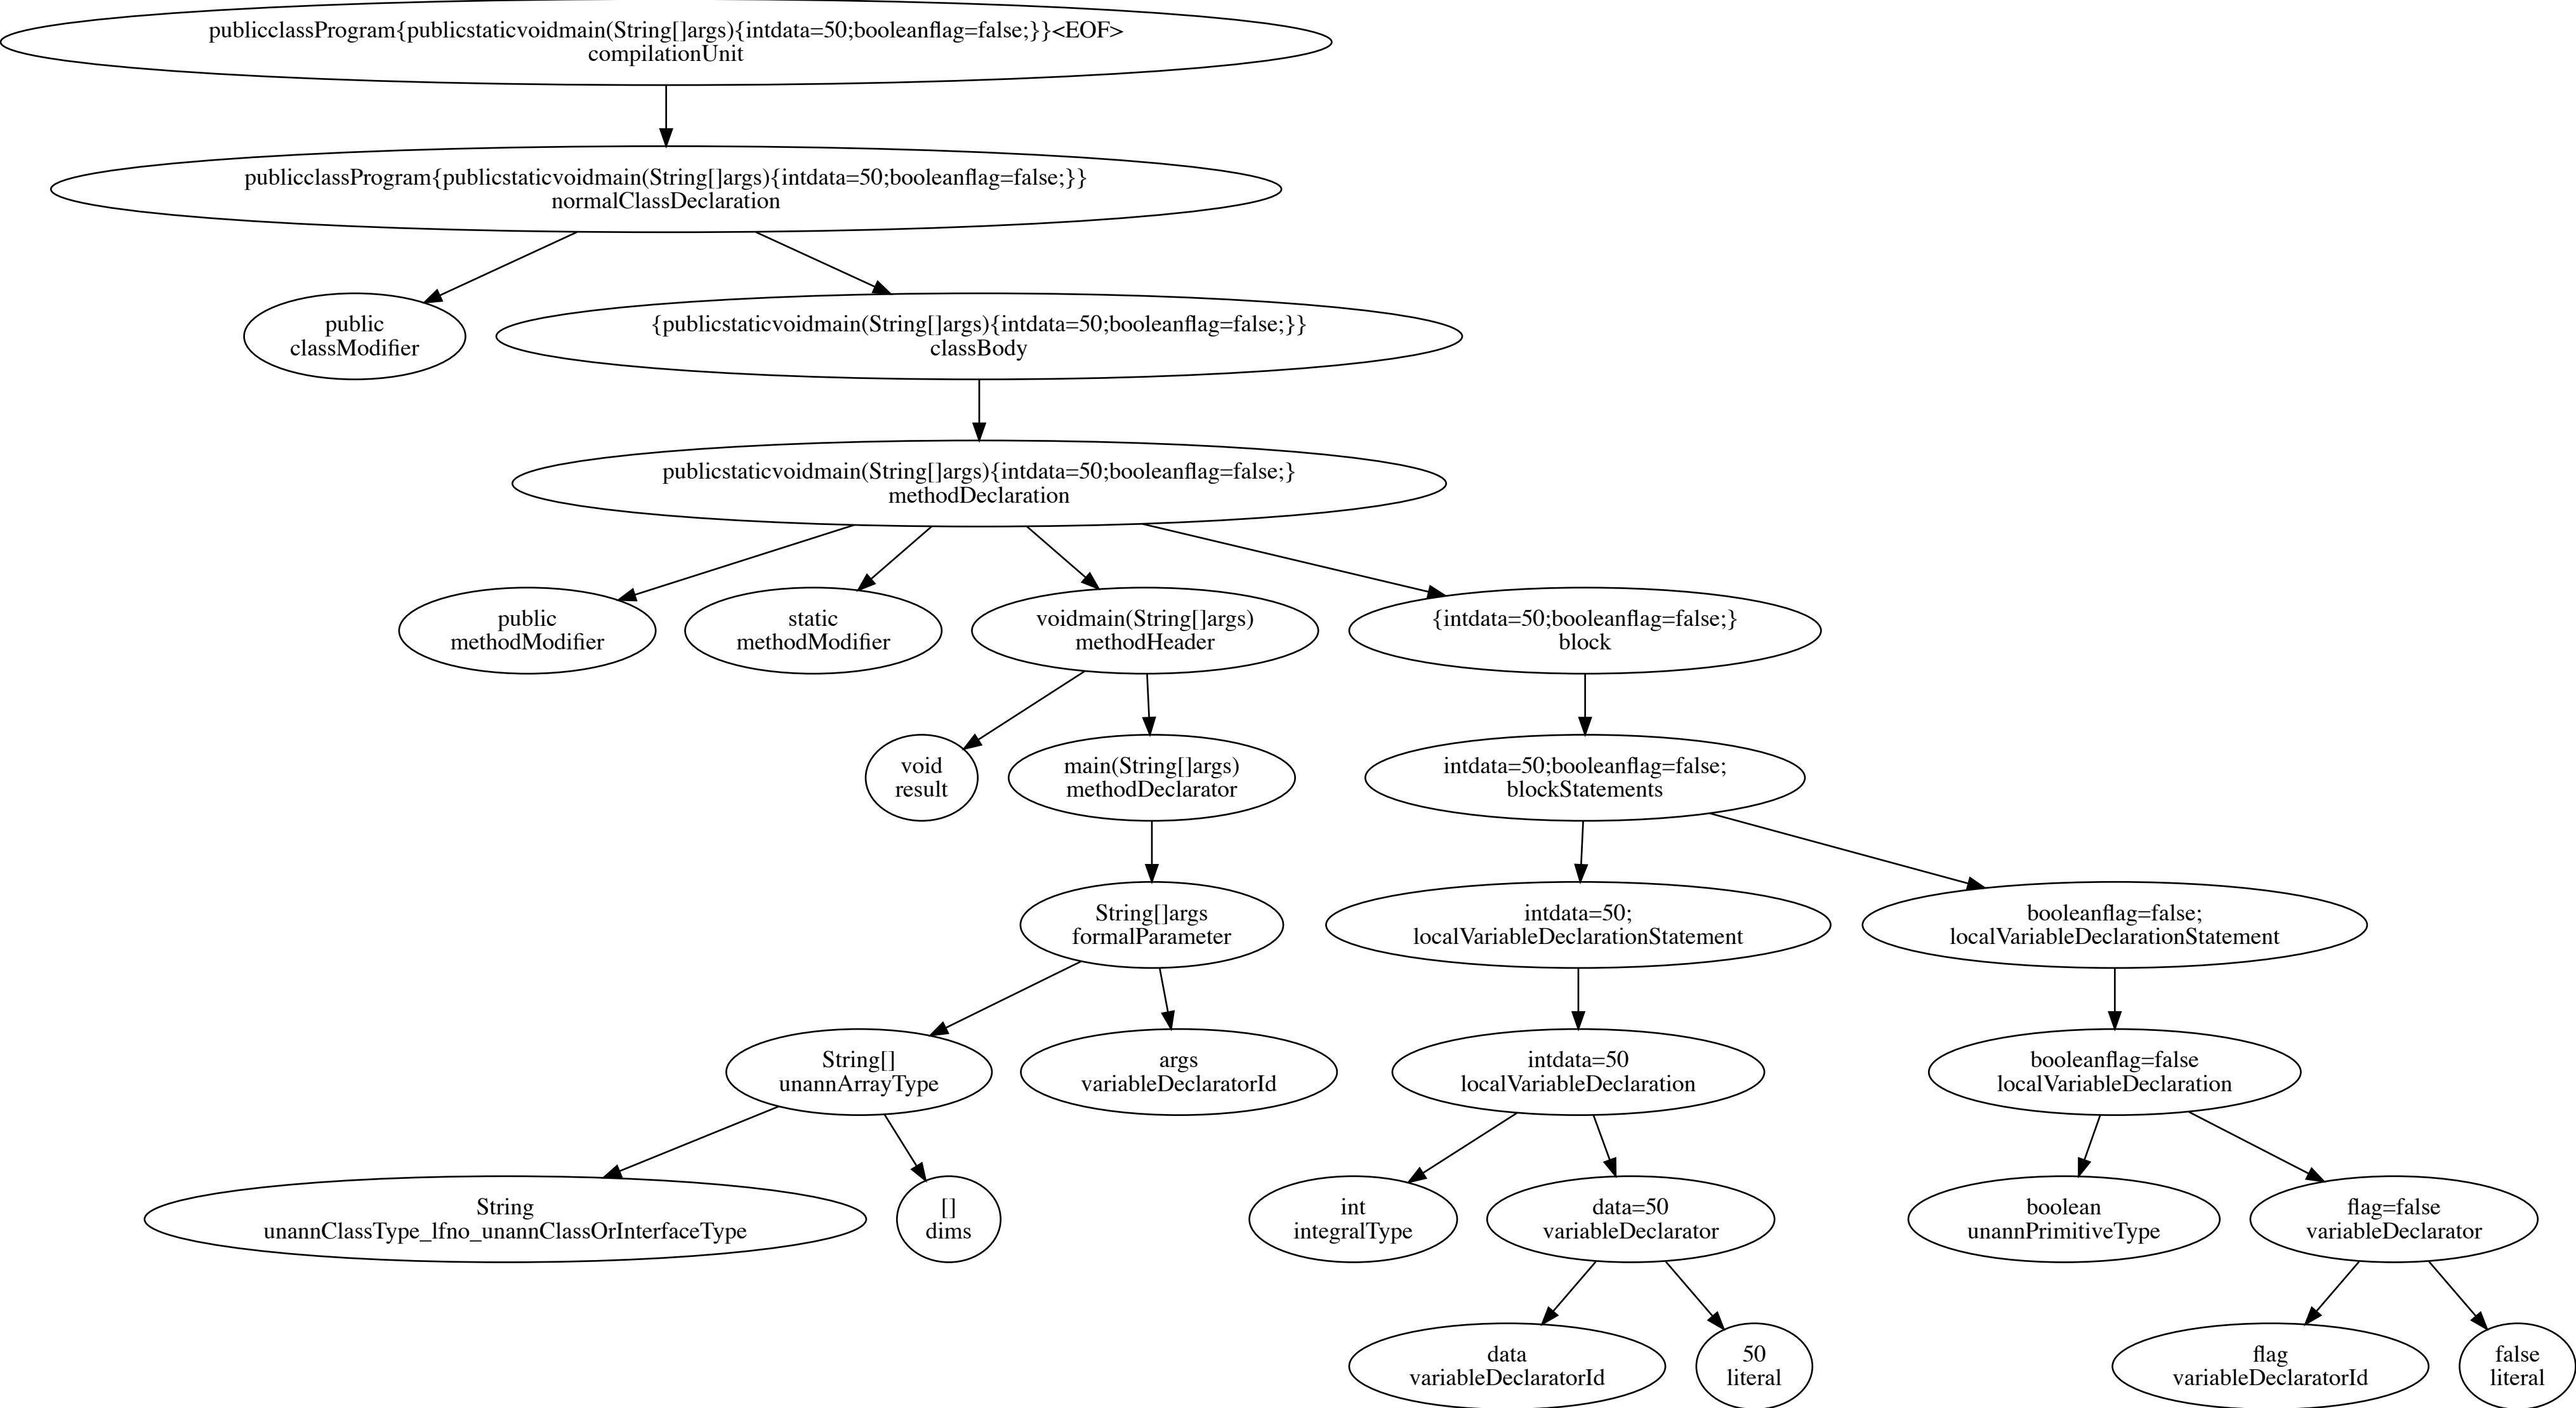 publicclassProgram{publicstaticvoidmain(String[]args){intdata=50;booleanflag=false;}}<EOF>
compilationUnit
publicclassProgram{publicstaticvoidmain(String[]args){intdata=50;booleanflag=false;}}
normalClassDeclaration
public
classModifier
{publicstaticvoidmain(String[]args){intdata=50;booleanflag=false;}}
classBody
publicstaticvoidmain(String[]args){intdata=50;booleanflag=false;}
methodDeclaration
public
methodModifier
static
methodModifier
voidmain(String[]args)
methodHeader
{intdata=50;booleanflag=false;}
block
void
result
main(String[]args)
methodDeclarator
intdata=50;booleanflag=false;
blockStatements
String[]args
formalParameter
intdata=50;
localVariableDeclarationStatement
booleanflag=false;
localVariableDeclarationStatement
String[]
unannArrayType
args
variableDeclaratorId
intdata=50
localVariableDeclaration
booleanflag=false
localVariableDeclaration
String
unannClassType_lfno_unannClassOrInterfaceType
[]
dims
int
integralType
data=50
variableDeclarator
boolean
unannPrimitiveType
flag=false
variableDeclarator
data
variableDeclaratorId
50
literal
flag
variableDeclaratorId
false
literal